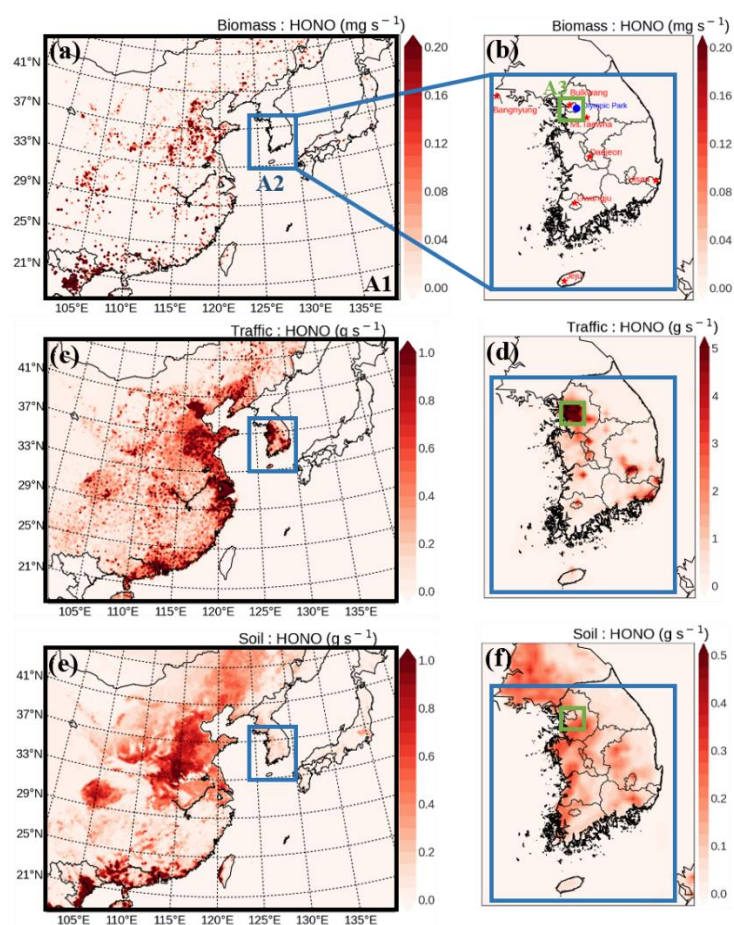 Biomass : HONO (mg s⁻¹)
(a)
41°N
37°N
33°N
29°N
25°N
21°N
105°E 110°E 115°E 120°E 125°E 130°E 135°E
A2
A1
0.20
0.16
0.12
0.08
0.04
0.00
Biomass : HONO (mg s⁻¹)
(b)
A3
Bulkwang
Olympic Park
Bangnyung
Mt.Taewha
Daejeon
Gwangju
Jeju
0.20
0.16
0.12
0.08
0.04
0.00
Traffic : HONO (g s⁻¹)
(c)
41°N
37°N
33°N
29°N
25°N
21°N
105°E 110°E 115°E 120°E 125°E 130°E 135°E
1.0
0.8
0.6
0.4
0.2
0.0
Traffic : HONO (g s⁻¹)
(d)
5
4
3
2
1
0
Soil : HONO (g s⁻¹)
(e)
41°N
37°N
33°N
29°N
25°N
21°N
105°E 110°E 115°E 120°E 125°E 130°E 135°E
1.0
0.8
0.6
0.4
0.2
0.0
Soil : HONO (g s⁻¹)
(f)
0.5
0.4
0.3
0.2
0.1
0.0